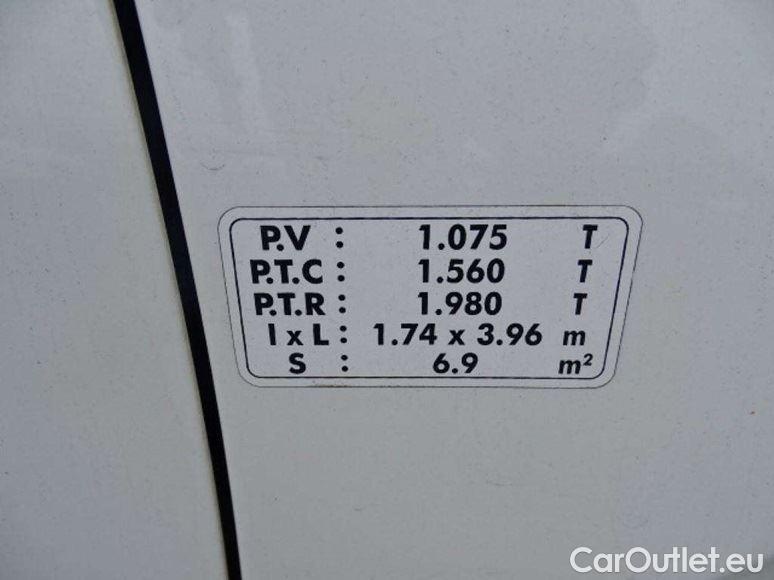 P.V : 1.075 T
P.T.C : 1.560 T
P.T.R : 1.980 T
l x L : 1.74 x 3.96 m
S : 6.9 m²
CarOutlet.eu